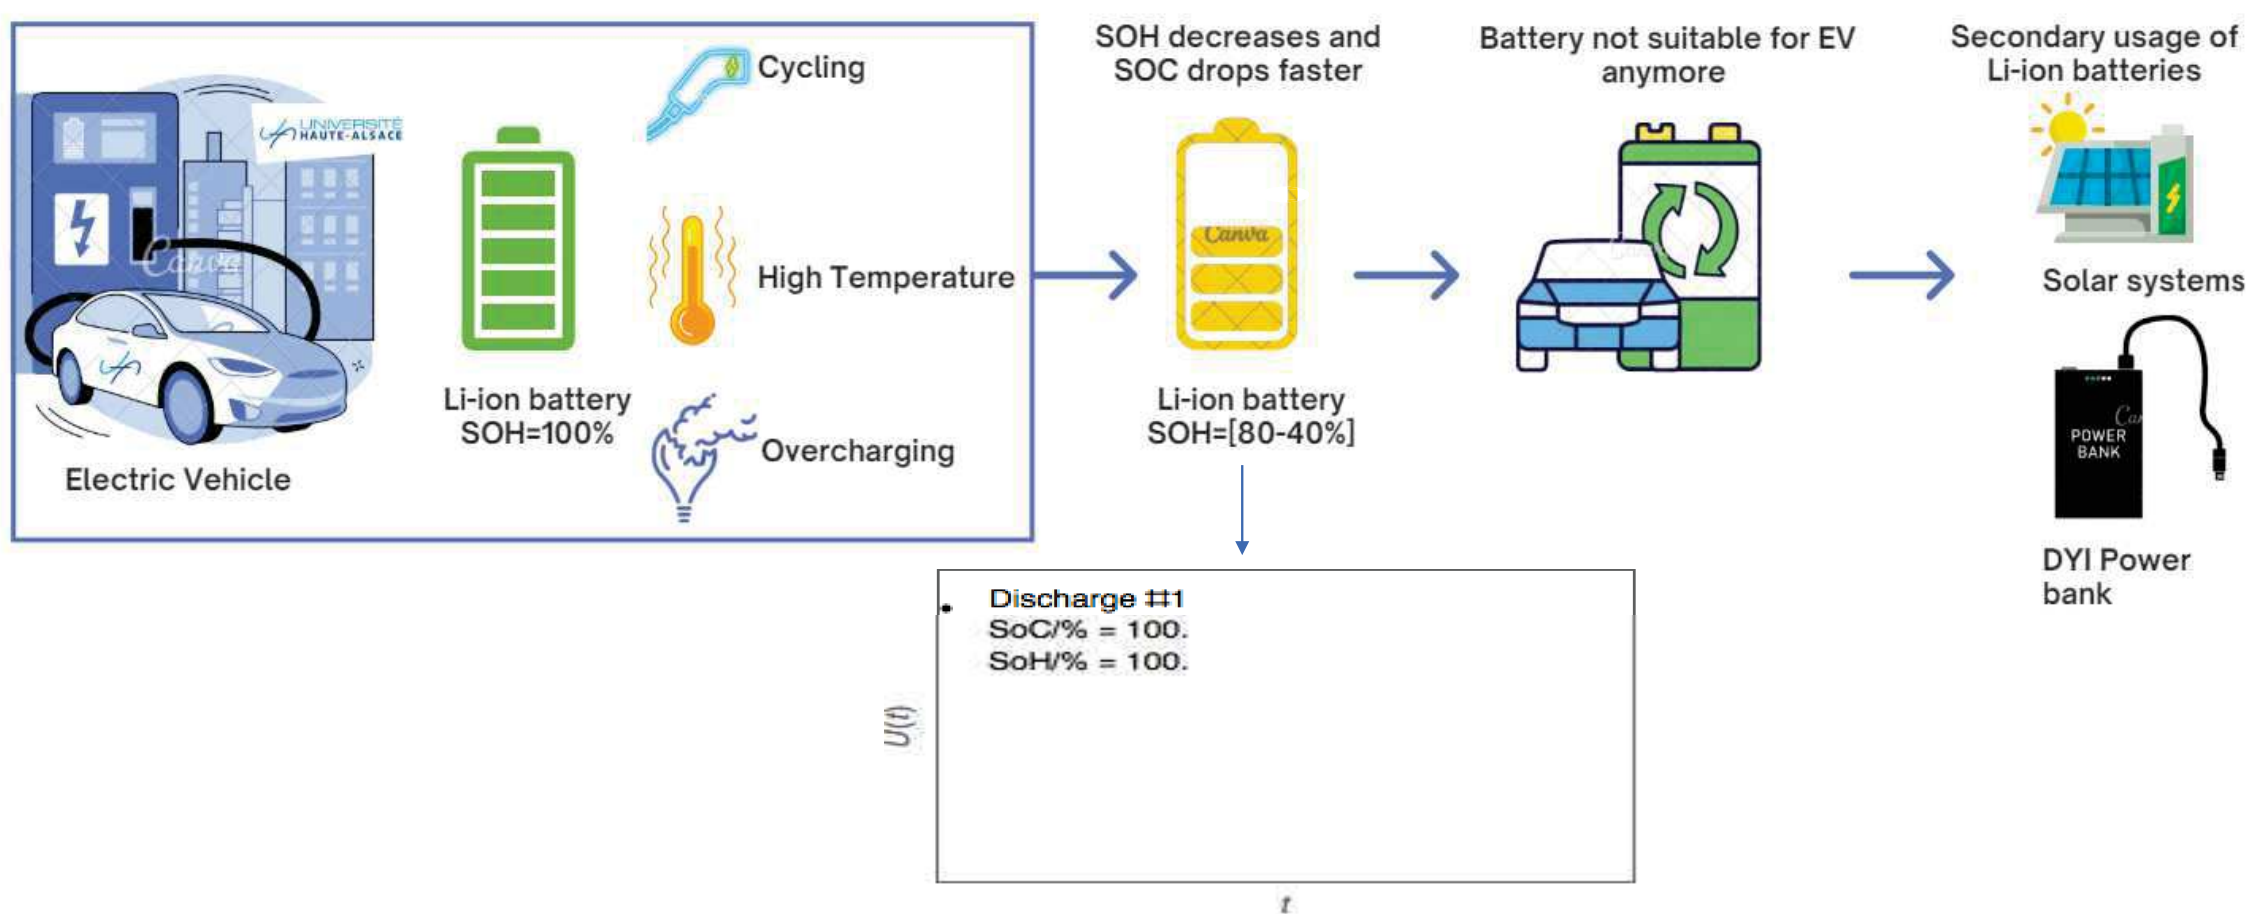 Cycling
UNIVERSITÉ
HAUTE-ALSACE
Canva
High Temperature
Li-ion battery
SOH=100%
Overcharging
Electric Vehicle
SOH decreases and
SOC drops faster
Canva
Li-ion battery
SOH=[80-40%]
Battery not suitable for EV
anymore
Secondary usage of
Li-ion batteries
Solar systems
POWER
BANK
DYI Power
bank
Discharge #1
SoC/% = 100.
SoH/% = 100.
U(t)
t